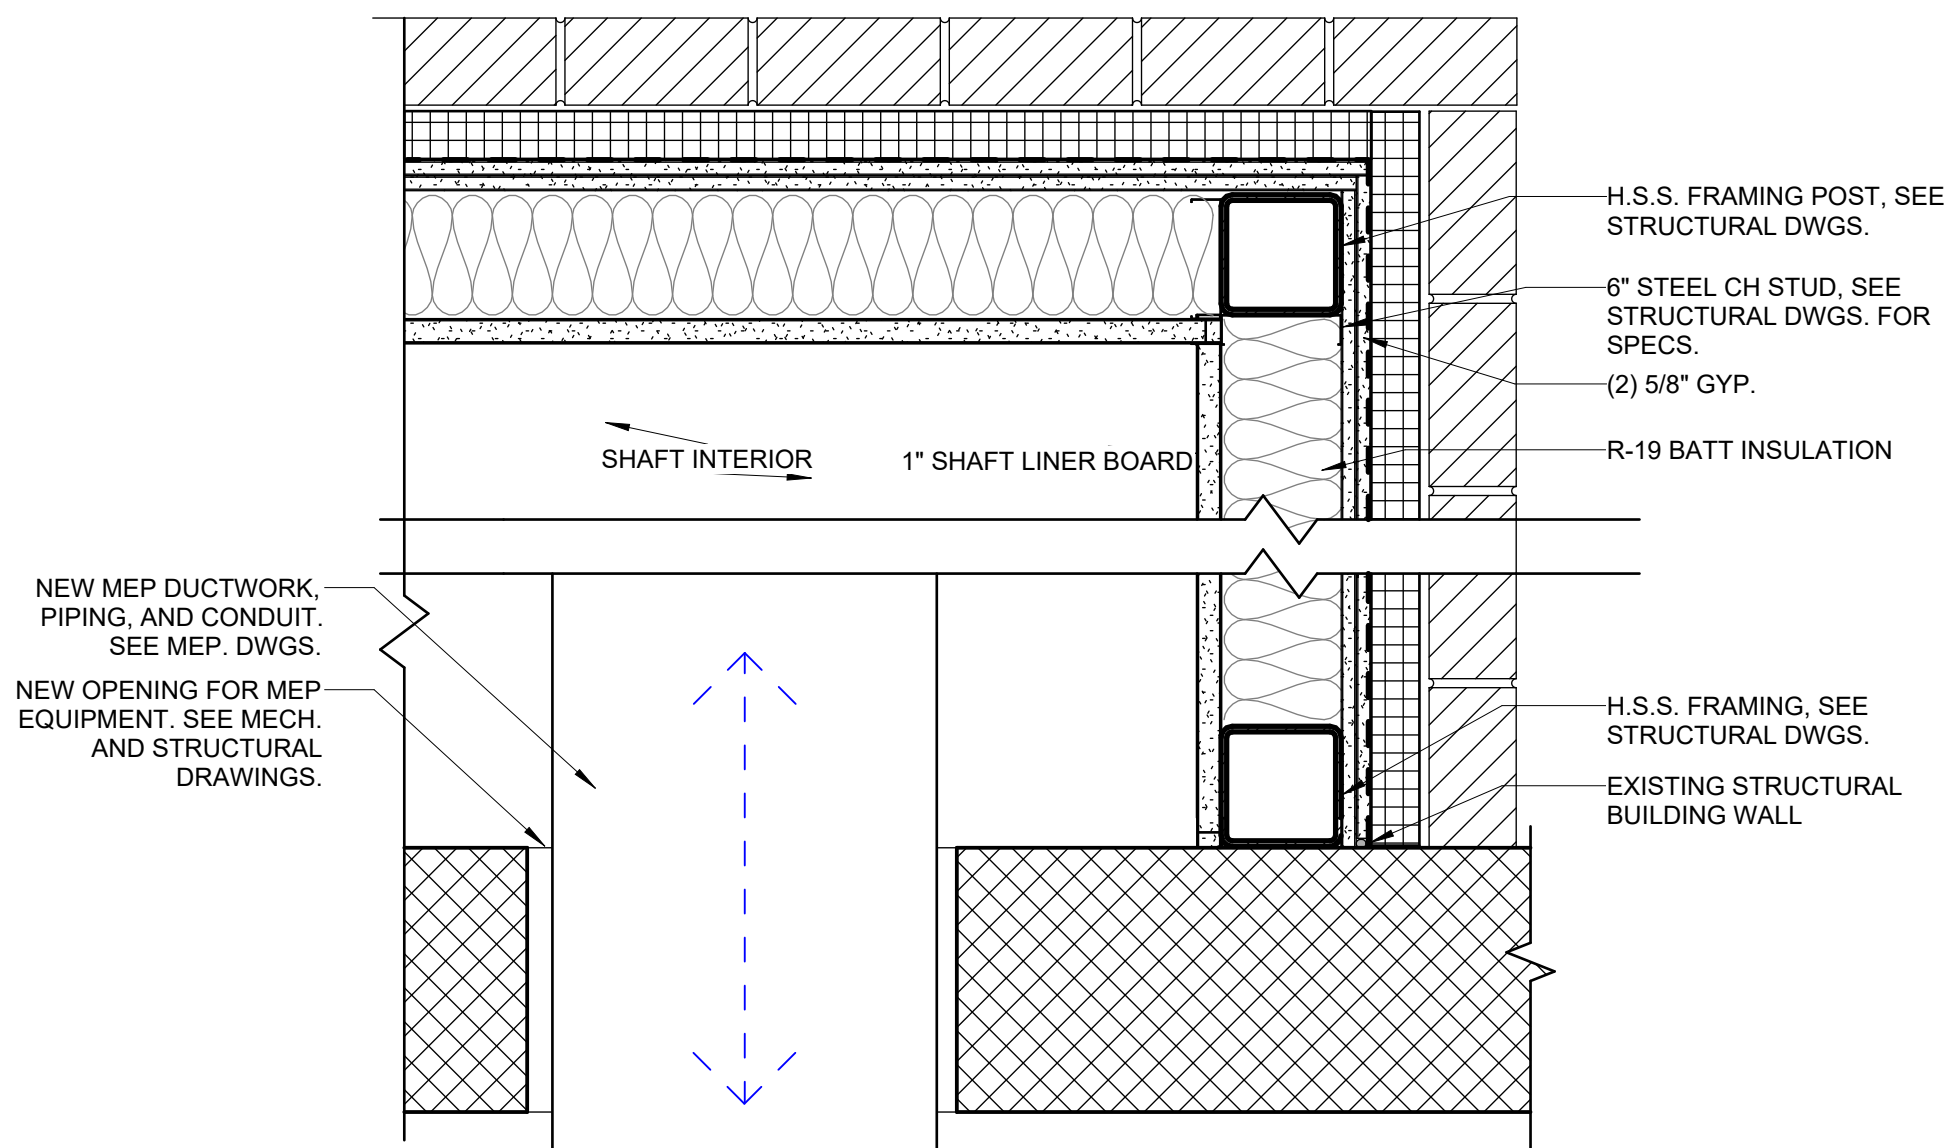 H.S.S. FRAMING POST, SEE
STRUCTURAL DWGS.
6" STEEL CH STUD, SEE
STRUCTURAL DWGS. FOR
SPECS.
(2) 5/8" GYP.
SHAFT INTERIOR
1" SHAFT LINER BOARD
R-19 BATT INSULATION
NEW MEP DUCTWORK,
PIPING, AND CONDUIT.
SEE MEP. DWGS.
NEW OPENING FOR MEP
EQUIPMENT. SEE MECH.
AND STRUCTURAL
DRAWINGS.
H.S.S. FRAMING, SEE
STRUCTURAL DWGS.
EXISTING STRUCTURAL
BUILDING WALL